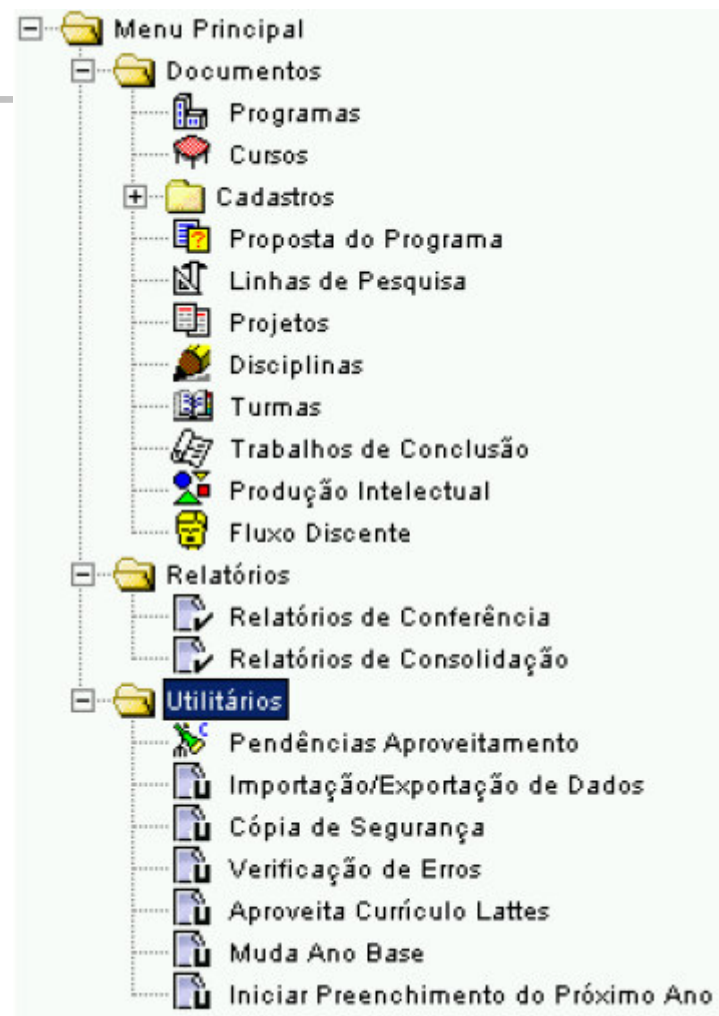 Menu Principal
Documentos
Programas
Cursos
Cadastros
Proposta do Programa
Linhas de Pesquisa
Projetos
Disciplinas
Turmas
Trabalhos de Conclusão
Produção Intelectual
Fluxo Discente
Relatórios
Relatórios de Conferência
Relatórios de Consolidação
Utilitários
Pendências Aproveitamento
Importação/Exportação de Dados
Cópia de Segurança
Verificação de Erros
Aproveita Currículo Lattes
Muda Ano Base
Iniciar Preenchimento do Próximo Ano